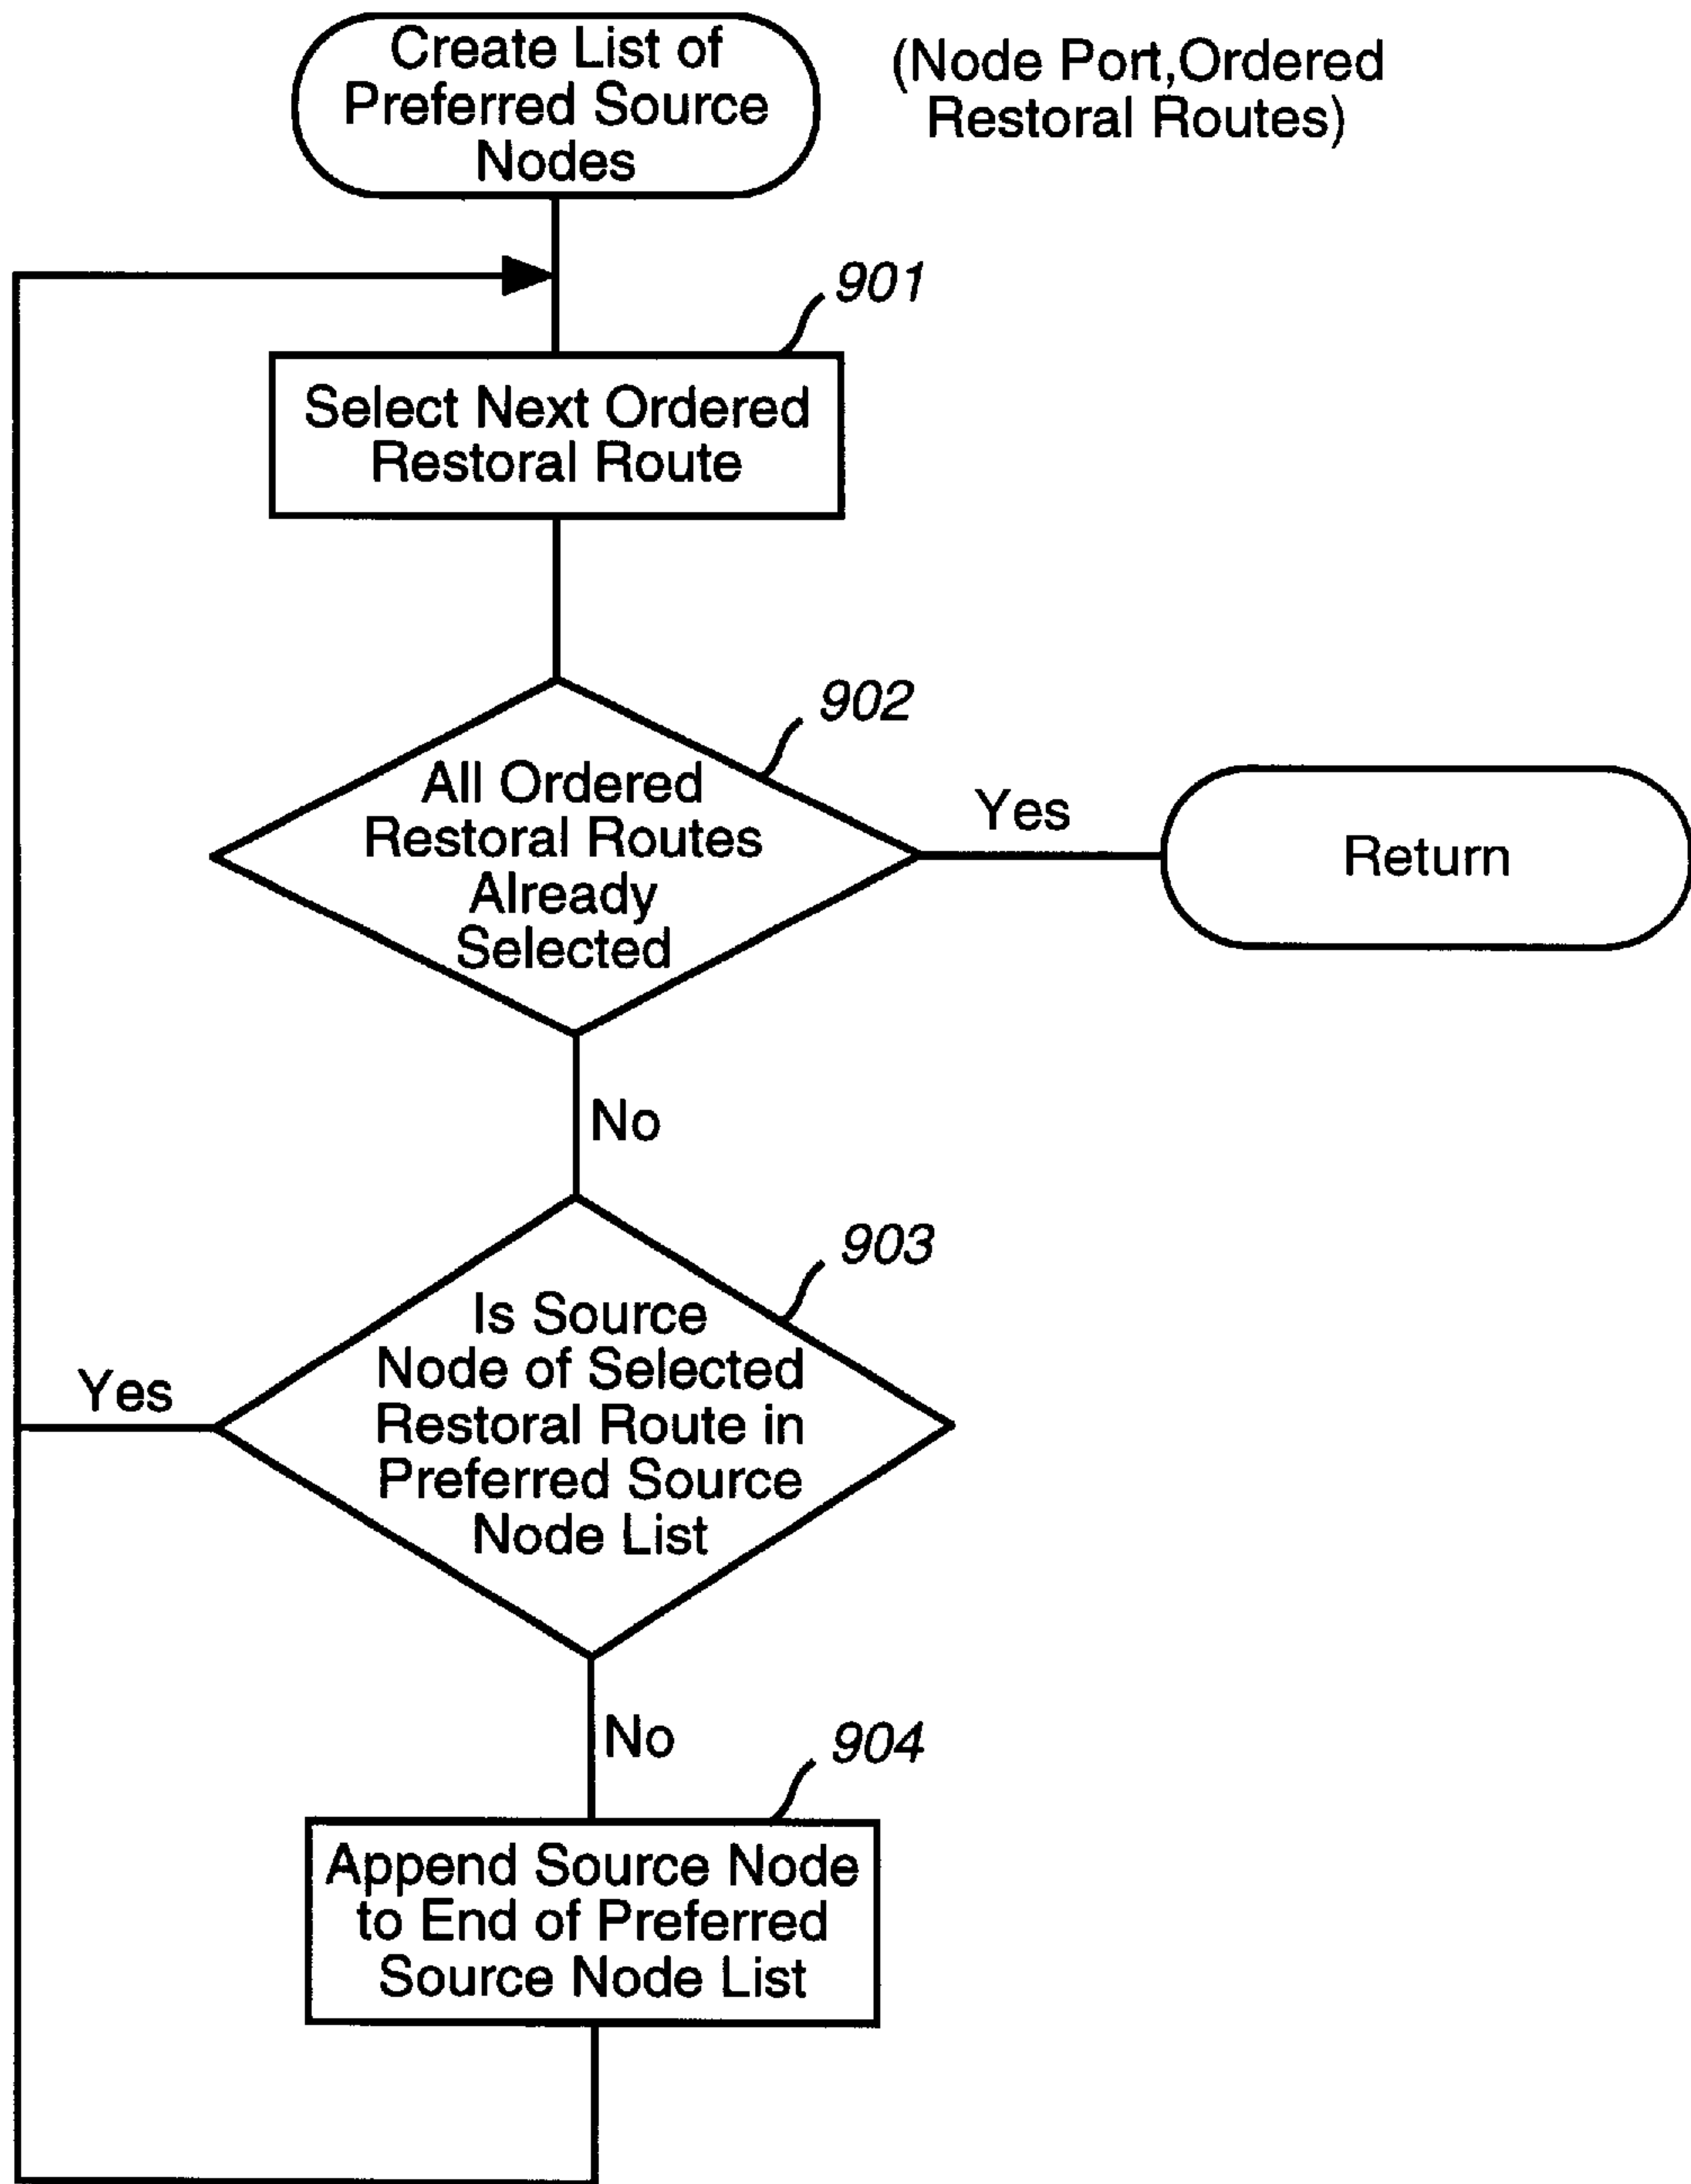 Create List of
Preferred Source
Nodes
(Node Port,Ordered
Restoral Routes)
901
Select Next Ordered
Restoral Route
902
All Ordered
Restoral Routes
Already
Selected
Yes
Return
No
903
Is Source
Node of Selected
Restoral Route in
Preferred Source
Node List
Yes
No
904
Append Source Node
to End of Preferred
Source Node List